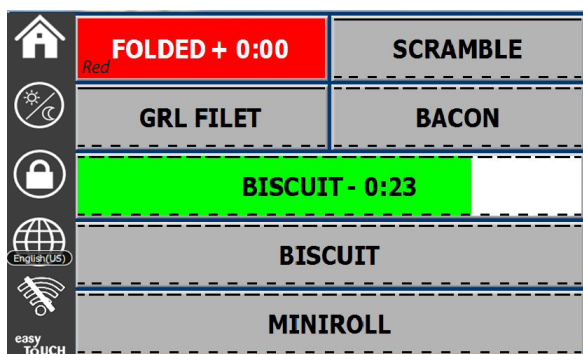 FOLDED + 0:00
Red
SCRAMBLE
GRL FILET
BACON
BISCUIT - 0:23
English(US)
BISCUIT
MINIROLL
easy
TOUCH